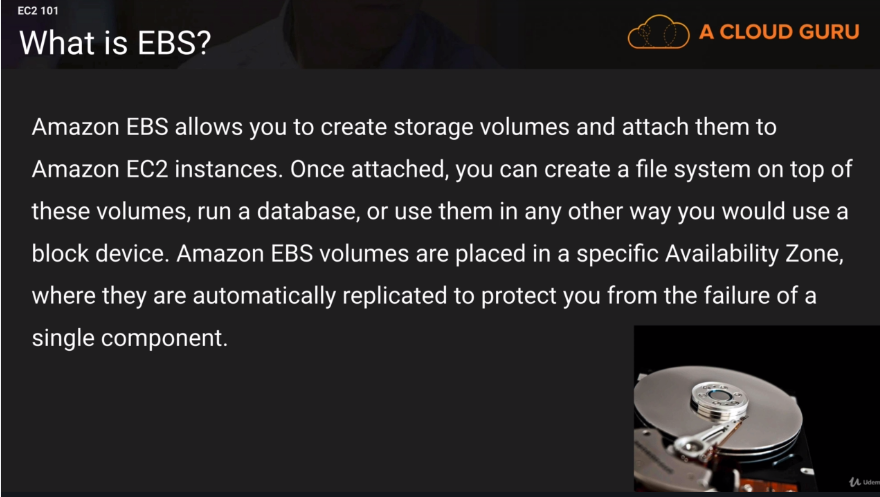 EC2 101
What is EBS?
A CLOUD GURU
Amazon EBS allows you to create storage volumes and attach them to
Amazon EC2 instances. Once attached, you can create a file system on top of
these volumes, run a database, or use them in any other way you would use a
block device. Amazon EBS volumes are placed in a specific Availability Zone,
where they are automatically replicated to protect you from the failure of a
single component.